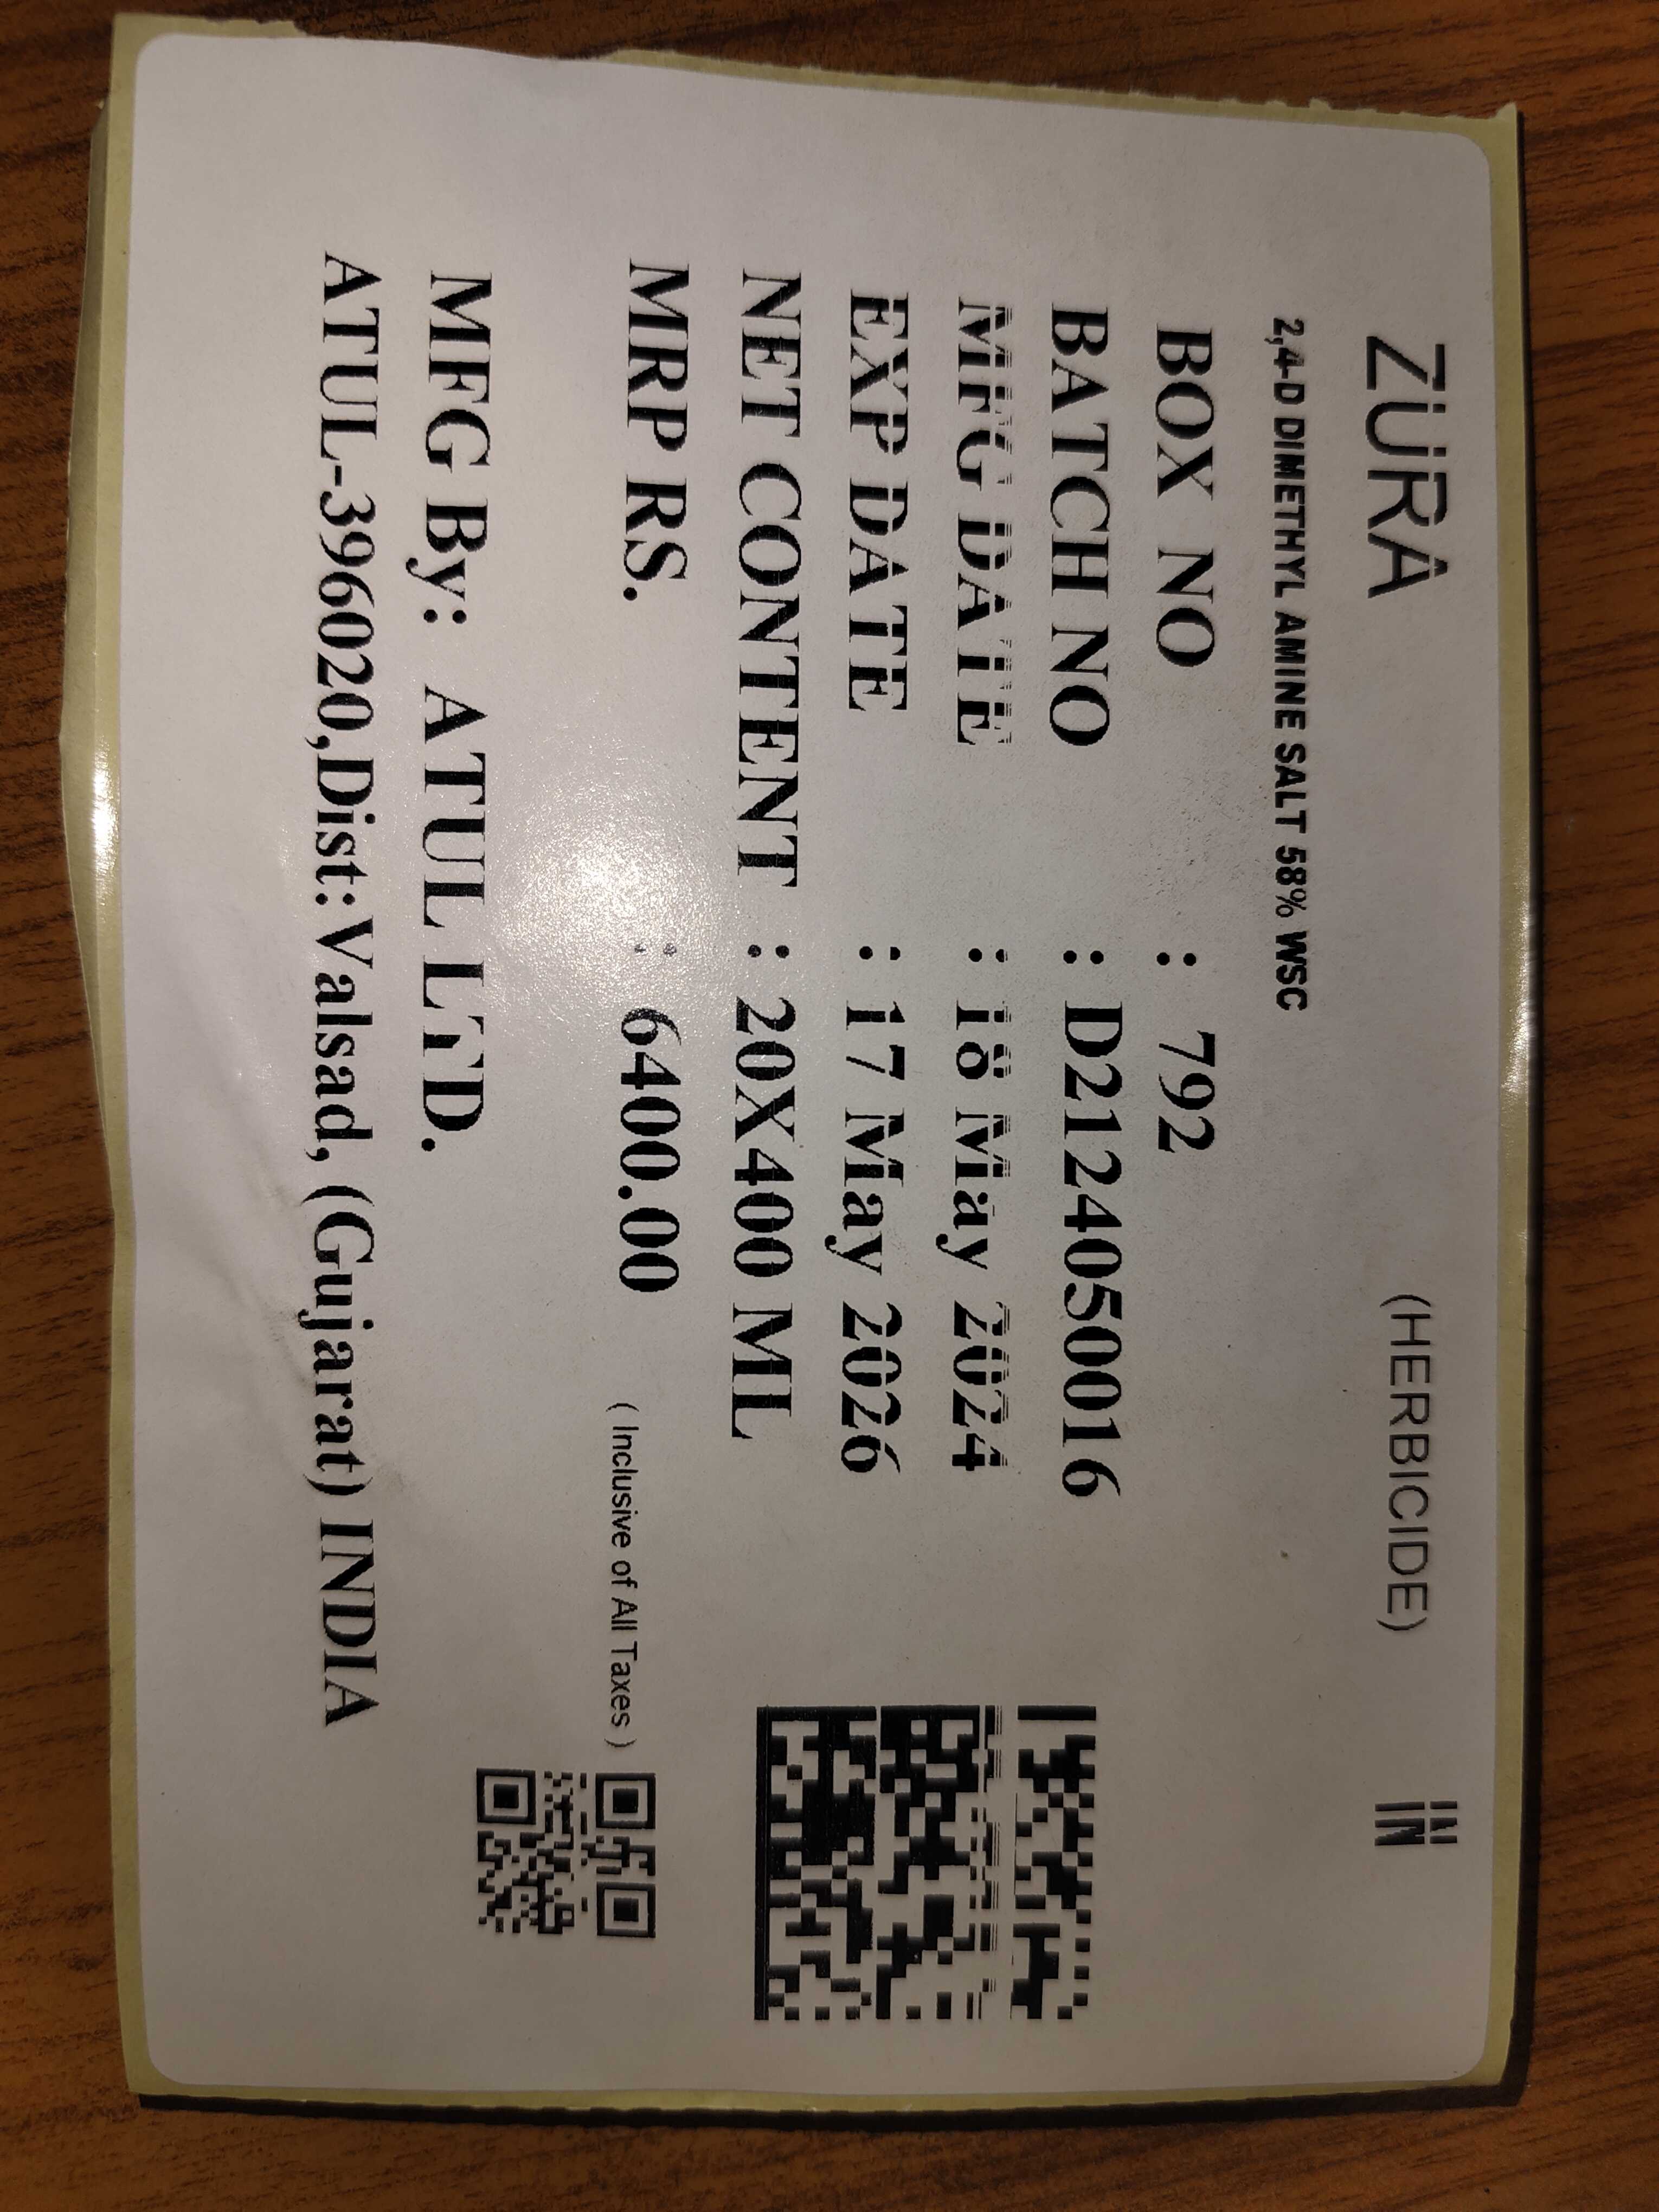 ZURA (HERBICIDE) IN
2,4-D DIMETHYL AMINE SALT 58% WSC
BOX NO : 792
BATCH NO : D2124050016
MFG DATE : 18 May 2024
EXP DATE : 17 May 2026
NET CONTENT : 20X400 ML
MRP RS. : 6400.00 ( Inclusive of All Taxes )
MFG By: ATUL LTD.
ATUL-396020,Dist:Valsad, (Gujarat) INDIA